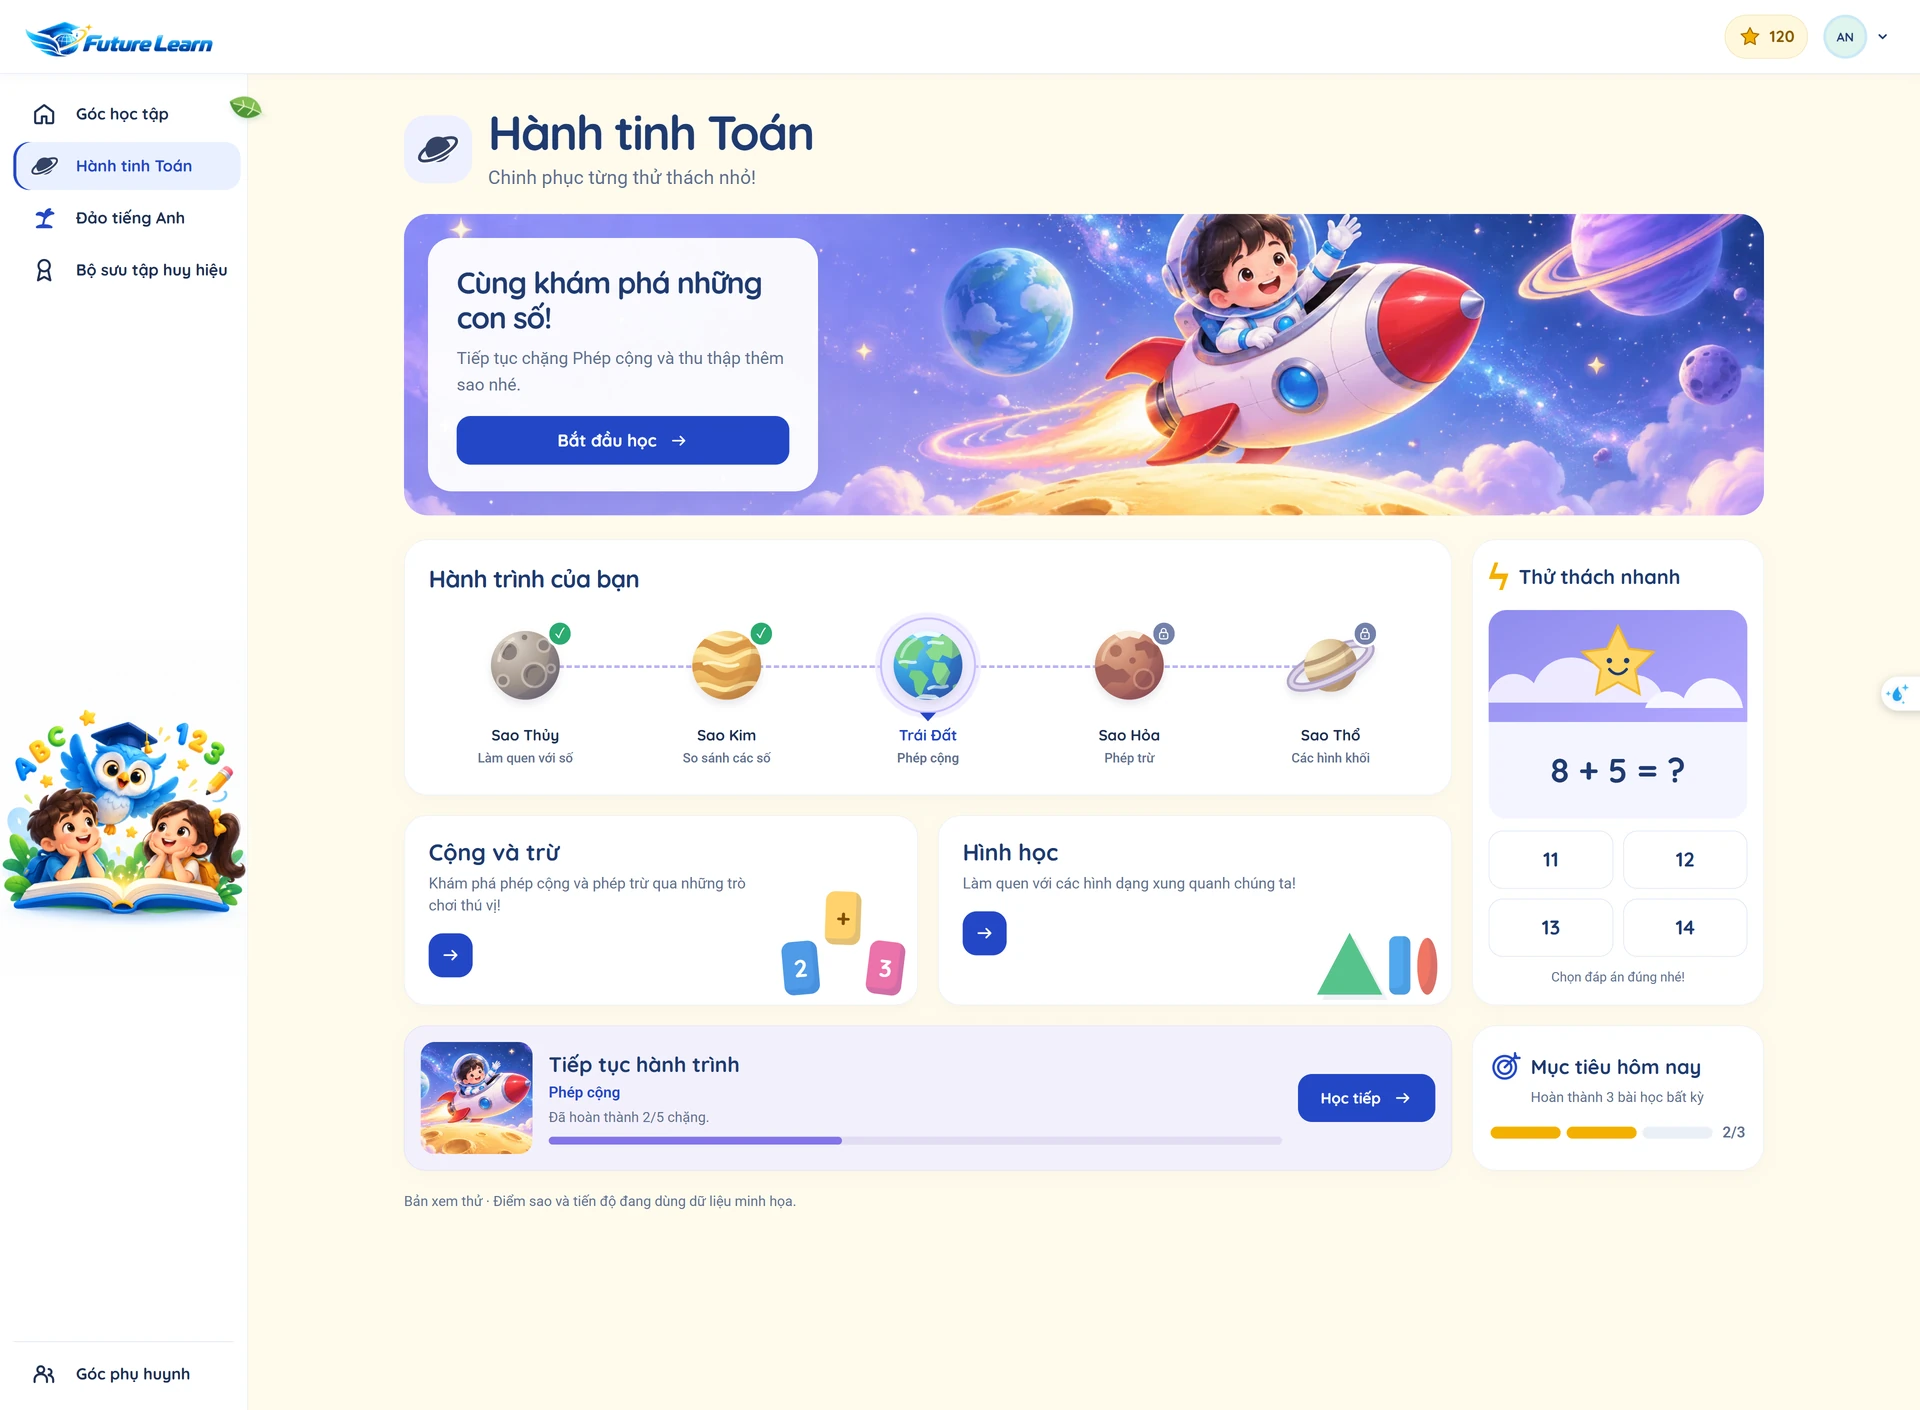 Future Learn
120
AN
Góc học tập
Hành tinh Toán
Đảo tiếng Anh
Bộ sưu tập huy hiệu
ABC
123
Góc phụ huynh
Hành tinh Toán
Chinh phục từng thử thách nhỏ!
Cùng khám phá những
con số!
Tiếp tục chặng Phép cộng và thu thập thêm
sao nhé.
Bắt đầu học
Hành trình của bạn
Sao Thủy
Làm quen với số
Sao Kim
So sánh các số
Trái Đất
Phép cộng
Sao Hỏa
Phép trừ
Sao Thổ
Các hình khối
Thử thách nhanh
8 + 5 = ?
11
12
13
14
Chọn đáp án đúng nhé!
Cộng và trừ
Khám phá phép cộng và phép trừ qua những trò
chơi thú vị!
+
2
3
Hình học
Làm quen với các hình dạng xung quanh chúng ta!
Tiếp tục hành trình
Phép cộng
Đã hoàn thành 2/5 chặng.
Học tiếp
Mục tiêu hôm nay
Hoàn thành 3 bài học bất kỳ
2/3
Bản xem thử · Điểm sao và tiến độ đang dùng dữ liệu minh họa.